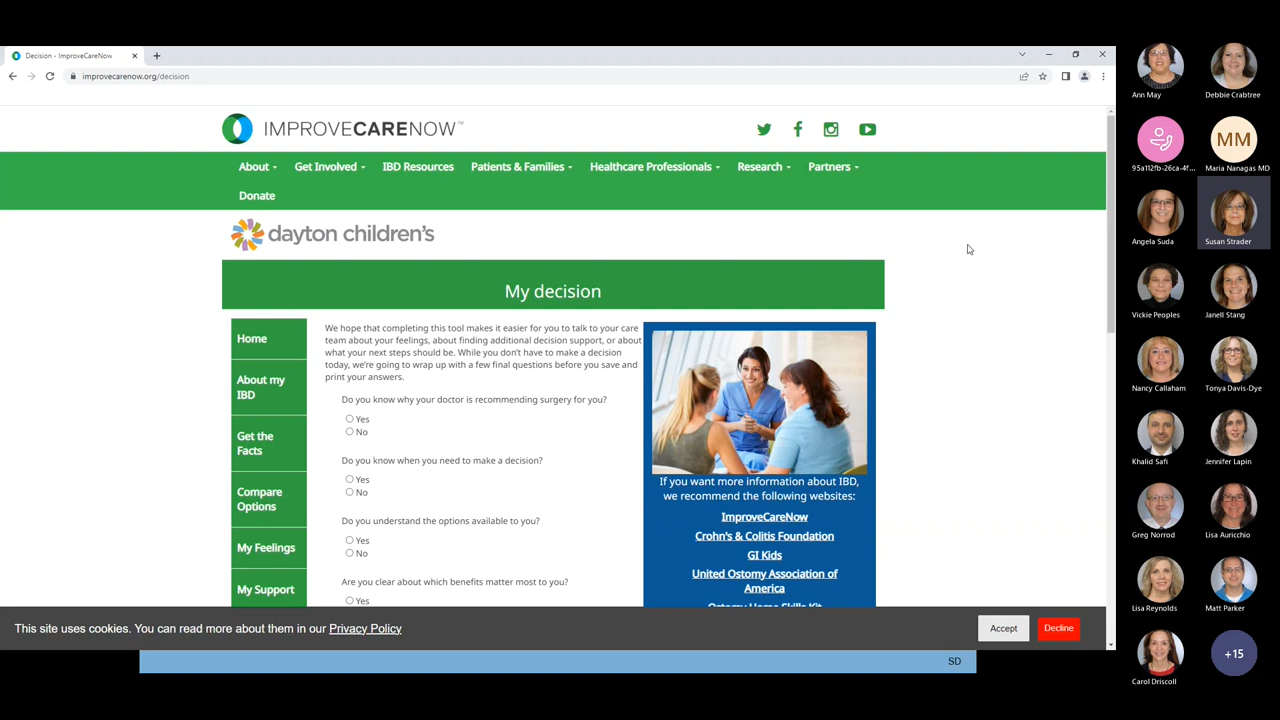 Decision - ImproveCareNow
improvecarenow.org/decision
IMPROVECARENOW™
About
Get Involved
IBD Resources
Patients & Families
Healthcare Professionals
Research
Partners
Donate
dayton children's
My decision
Home
About my
IBD
Get the
Facts
Compare
Options
My Feelings
My Support
We hope that completing this tool makes it easier for you to talk to your care
team about your feelings, about finding additional decision support, or about
what your next steps should be. While you don't have to make a decision
today, we're going to wrap up with a few final questions before you save and
print your answers.
Do you know why your doctor is recommending surgery for you?
Yes
No
Do you know when you need to make a decision?
Yes
No
Do you understand the options available to you?
Yes
No
Are you clear about which benefits matter most to you?
Yes
If you want more information about IBD,
we recommend the following websites:
ImproveCareNow
Crohn's & Colitis Foundation
GI Kids
United Ostomy Association of
America
Ostomy Home Skills Kit
This site uses cookies. You can read more about them in our Privacy Policy
Accept
Decline
SD
Ann May
Debbie Crabtree
95a112fb-26ca-4f...
MM
Maria Nanagas MD
Angela Suda
Susan Strader
Vickie Peoples
Janell Stang
Nancy Callaham
Tonya Davis-Dye
Khalid Safi
Jennifer Lapin
Greg Norrod
Lisa Auricchio
Lisa Reynolds
Matt Parker
Carol Driscoll
+15